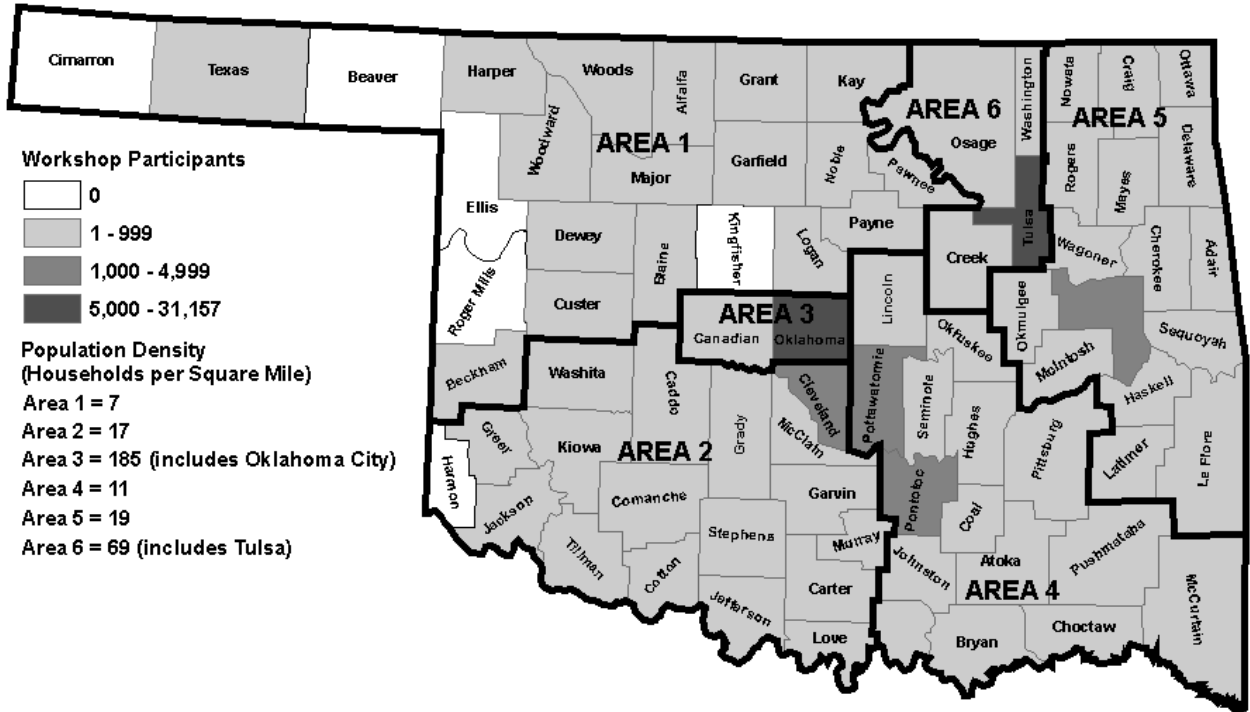 Cimarron
Texas
Beaver
Harper
Woods
Alfalfa
Grant
Kay
Washington
Nowata
Craig
Ottawa
AREA 6
Osage
AREA 5
Woodward
AREA 1
Major
Garfield
Noble
Pawnee
Rogers
Mayes
Delaware
Workshop Participants
0
1 - 999
1,000 - 4,999
5,000 - 31,157
Population Density
(Households per Square Mile)
Area 1 = 7
Area 2 = 17
Area 3 = 185 (includes Oklahoma City)
Area 4 = 11
Area 5 = 19
Area 6 = 69 (includes Tulsa)
Ellis
Dewey
Blaine
Kingfisher
Logan
Payne
Creek
Tulsa
Wagoner
Cherokee
Adair
Roger Mills
Custer
AREA 3
Canadian
Oklahoma
Lincoln
Okfuskee
Okmulgee
McIntosh
Sequoyah
Beckham
Washita
Caddo
Grady
Cleveland
McClain
Pottawatomie
Seminole
Hughes
Pittsburg
Haskell
Latimer
Le Flore
Harmon
Greer
Kiowa
AREA 2
Jackson
Comanche
Garvin
Pontotoc
Coal
Tillman
Cotton
Stephens
Murray
Johnston
Atoka
Pushmataha
McCurtain
Jefferson
Carter
Love
AREA 4
Bryan
Choctaw